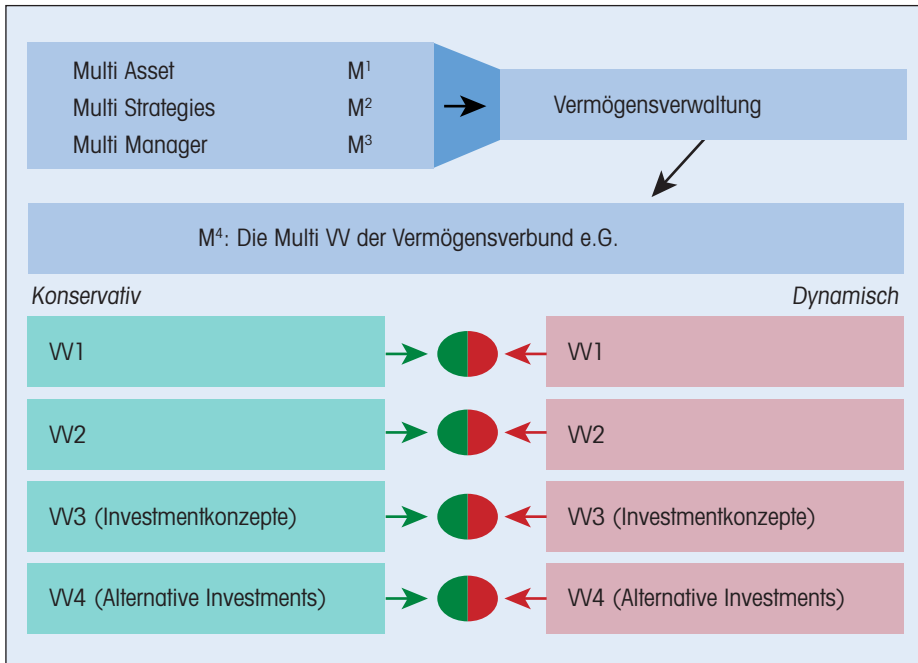 Multi Asset M¹
Multi Strategies M²
Multi Manager M³
Vermögensverwaltung
M⁴: Die Multi VV der Vermögensverbund e.G.
Konservativ Dynamisch
VV1 VV1
VV2 VV2
VV3 (Investmentkonzepte) VV3 (Investmentkonzepte)
VV4 (Alternative Investments) VV4 (Alternative Investments)